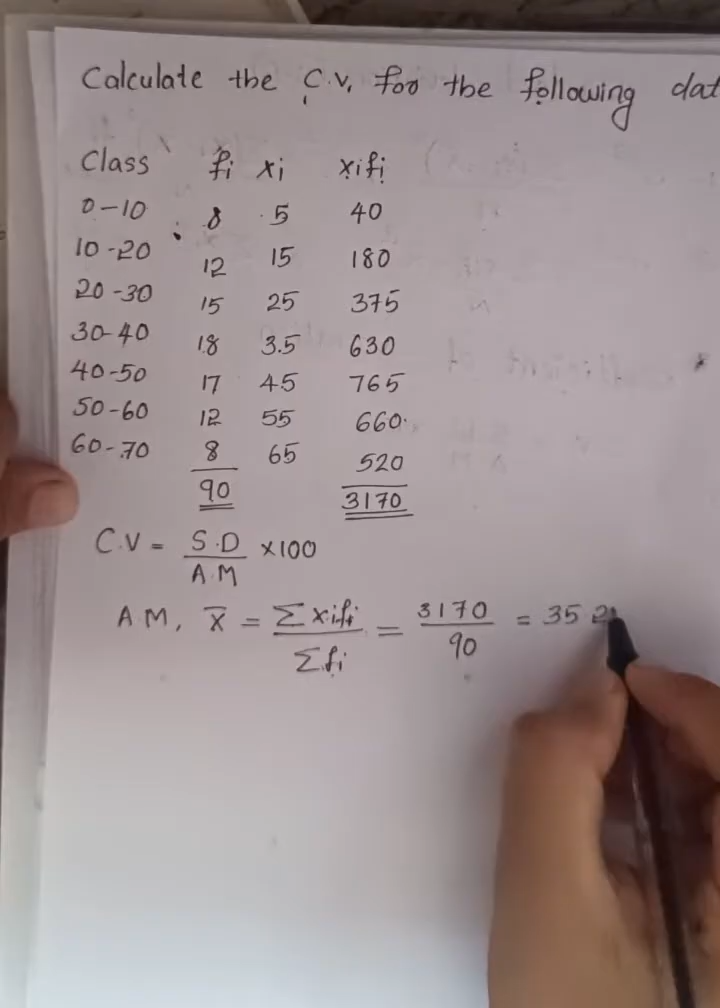 Calculate the C.V. for the following dat
Class fi xi xifi
0-10 8 5 40
10-20 12 15 180
20-30 15 25 375
30-40 18 35 630
40-50 17 45 765
50-60 12 55 660
60-70 8 65 520
90 3170
C.V = S.D / A.M ×100
A.M, x̄ = Σxifi / Σfi = 3170 / 90 = 35.2